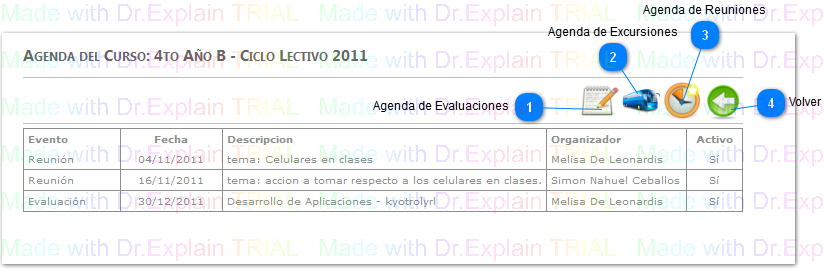 Made with Dr.Explain TRIAL Made with Dr.Explain TRIAL Made with Dr.Explain
Agenda de Reuniones
Agenda de Excursiones
3
AGENDA DEL CURSO: 4TO AÑO B - CICLO LECTIVO 2011
2
Agenda de Evaluaciones 1
4 Volver
Made with Dr.Explain TRIAL Made with Dr.Explain TRIAL Made with Dr.Explain
Evento Fecha Descripcion Organizador Activo
Reunión 04/11/2011 tema: Celulares en clases Melisa De Leonardis Sí
Reunión 16/11/2011 tema: accion a tomar respecto a los celulares en clases. Simon Nahuel Ceballos Sí
Evaluación 30/12/2011 Desarrollo de Aplicaciones - kyotrolyrl Melisa De Leonardis Sí
Made with Dr.Explain TRIAL Made with Dr.Explain TRIAL Made with Dr.Explain